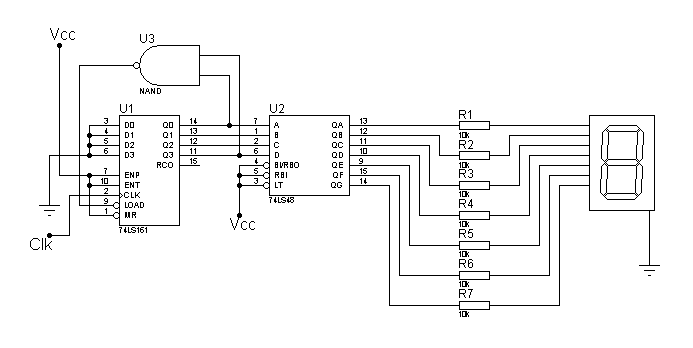 Vcc
U3
NAND
U1
U2
3 D0 Q0 14
4 D1 Q1 13
5 D2 Q2 12
6 D3 Q3 11
RCO 15
7 ENP
10 ENT
2 CLK
9 LOAD
1 MR
74LS161
7 A QA 13
1 B QB 12
2 C QC 11
6 D QD 10
4 BI/RBO QE 9
5 RBI QF 15
3 LT QG 14
74LS48
Vcc
Clk
R1
10k
R2
10k
R3
10k
R4
10k
R5
10k
R6
10k
R7
10k